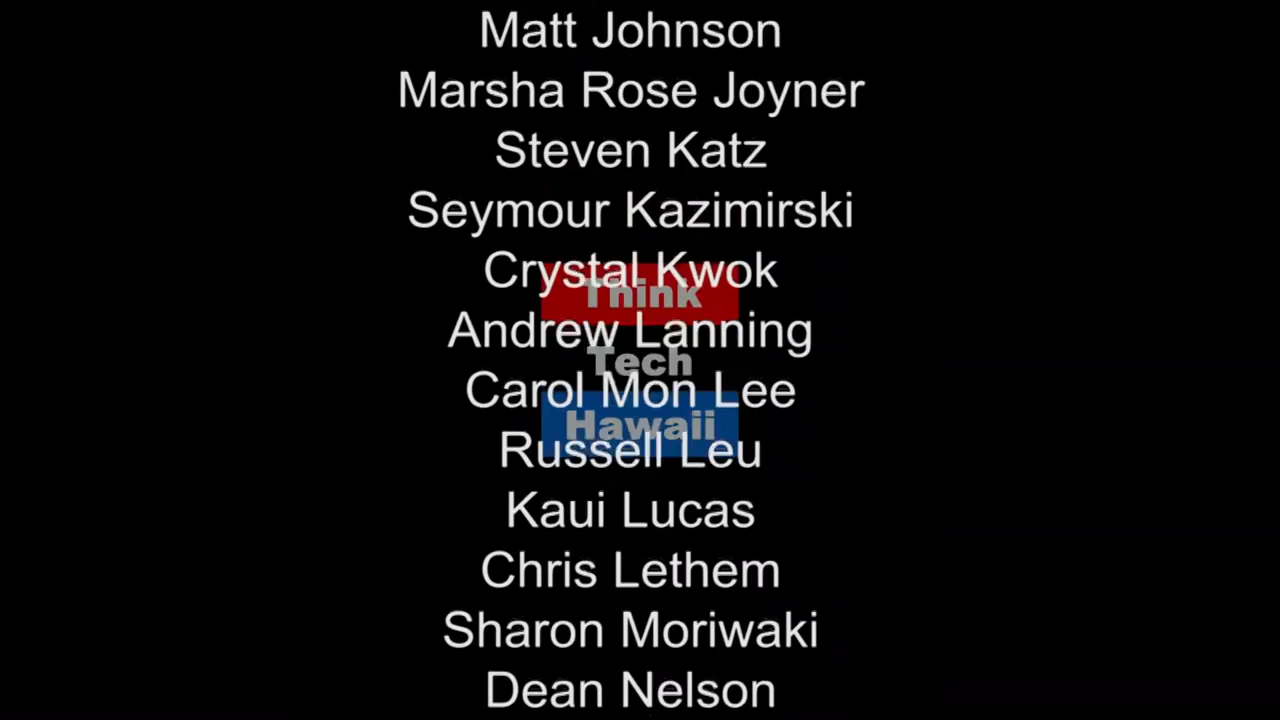 Matt Johnson
Marsha Rose Joyner
Steven Katz
Seymour Kazimirski
Crystal Kwok
Think
Andrew Lanning
Tech
Carol Mon Lee
Hawaii
Russell Leu
Kaui Lucas
Chris Lethem
Sharon Moriwaki
Dean Nelson